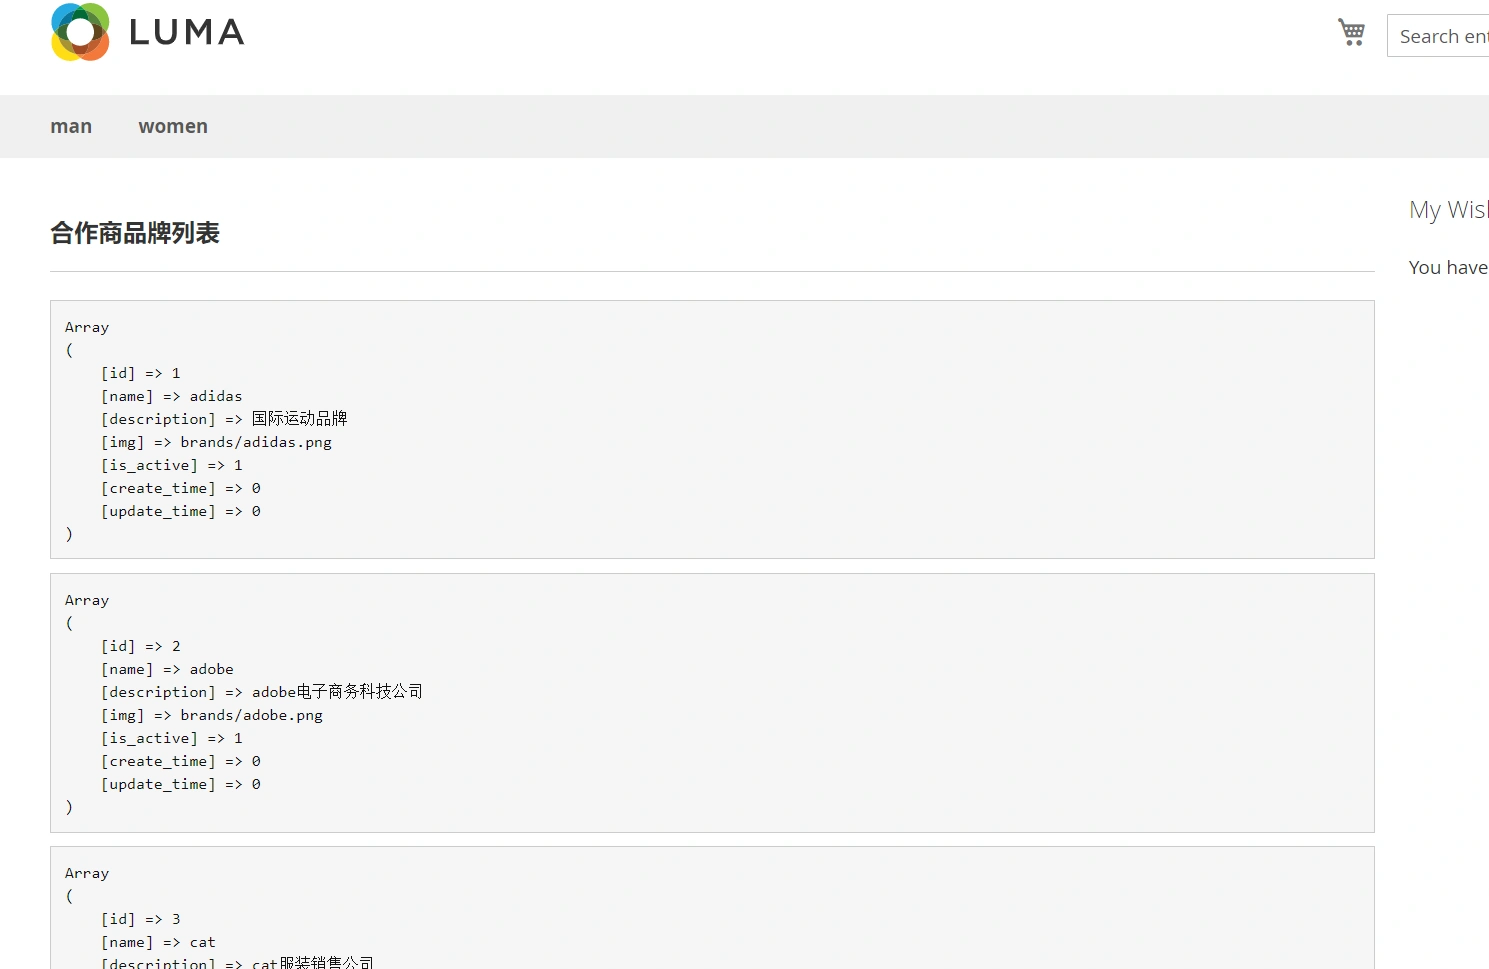 LUMA
Search ent
man women
合作商品牌列表
My Wisl
You have
Array
(
[id] => 1
[name] => adidas
[description] => 国际运动品牌
[img] => brands/adidas.png
[is_active] => 1
[create_time] => 0
[update_time] => 0
)
Array
(
[id] => 2
[name] => adobe
[description] => adobe电子商务科技公司
[img] => brands/adobe.png
[is_active] => 1
[create_time] => 0
[update_time] => 0
)
Array
(
[id] => 3
[name] => cat
[description] => cat服装销售公司